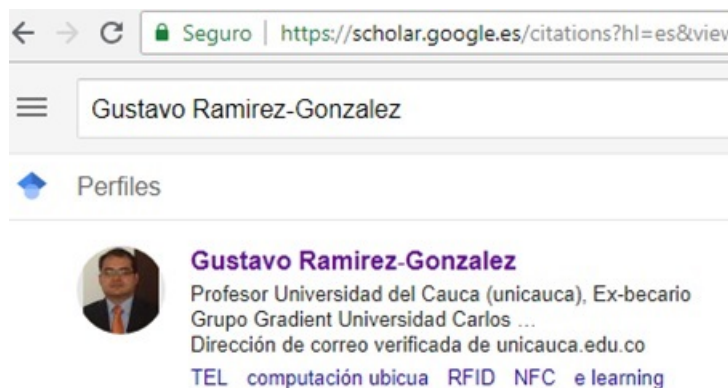 Seguro | https://scholar.google.es/citations?hl=es&view
Gustavo Ramirez-Gonzalez
Perfiles
Gustavo Ramirez-Gonzalez
Profesor Universidad del Cauca (unicauca), Ex-becario
Grupo Gradient Universidad Carlos ...
Dirección de correo verificada de unicauca.edu.co
TEL computación ubicua RFID NFC e learning